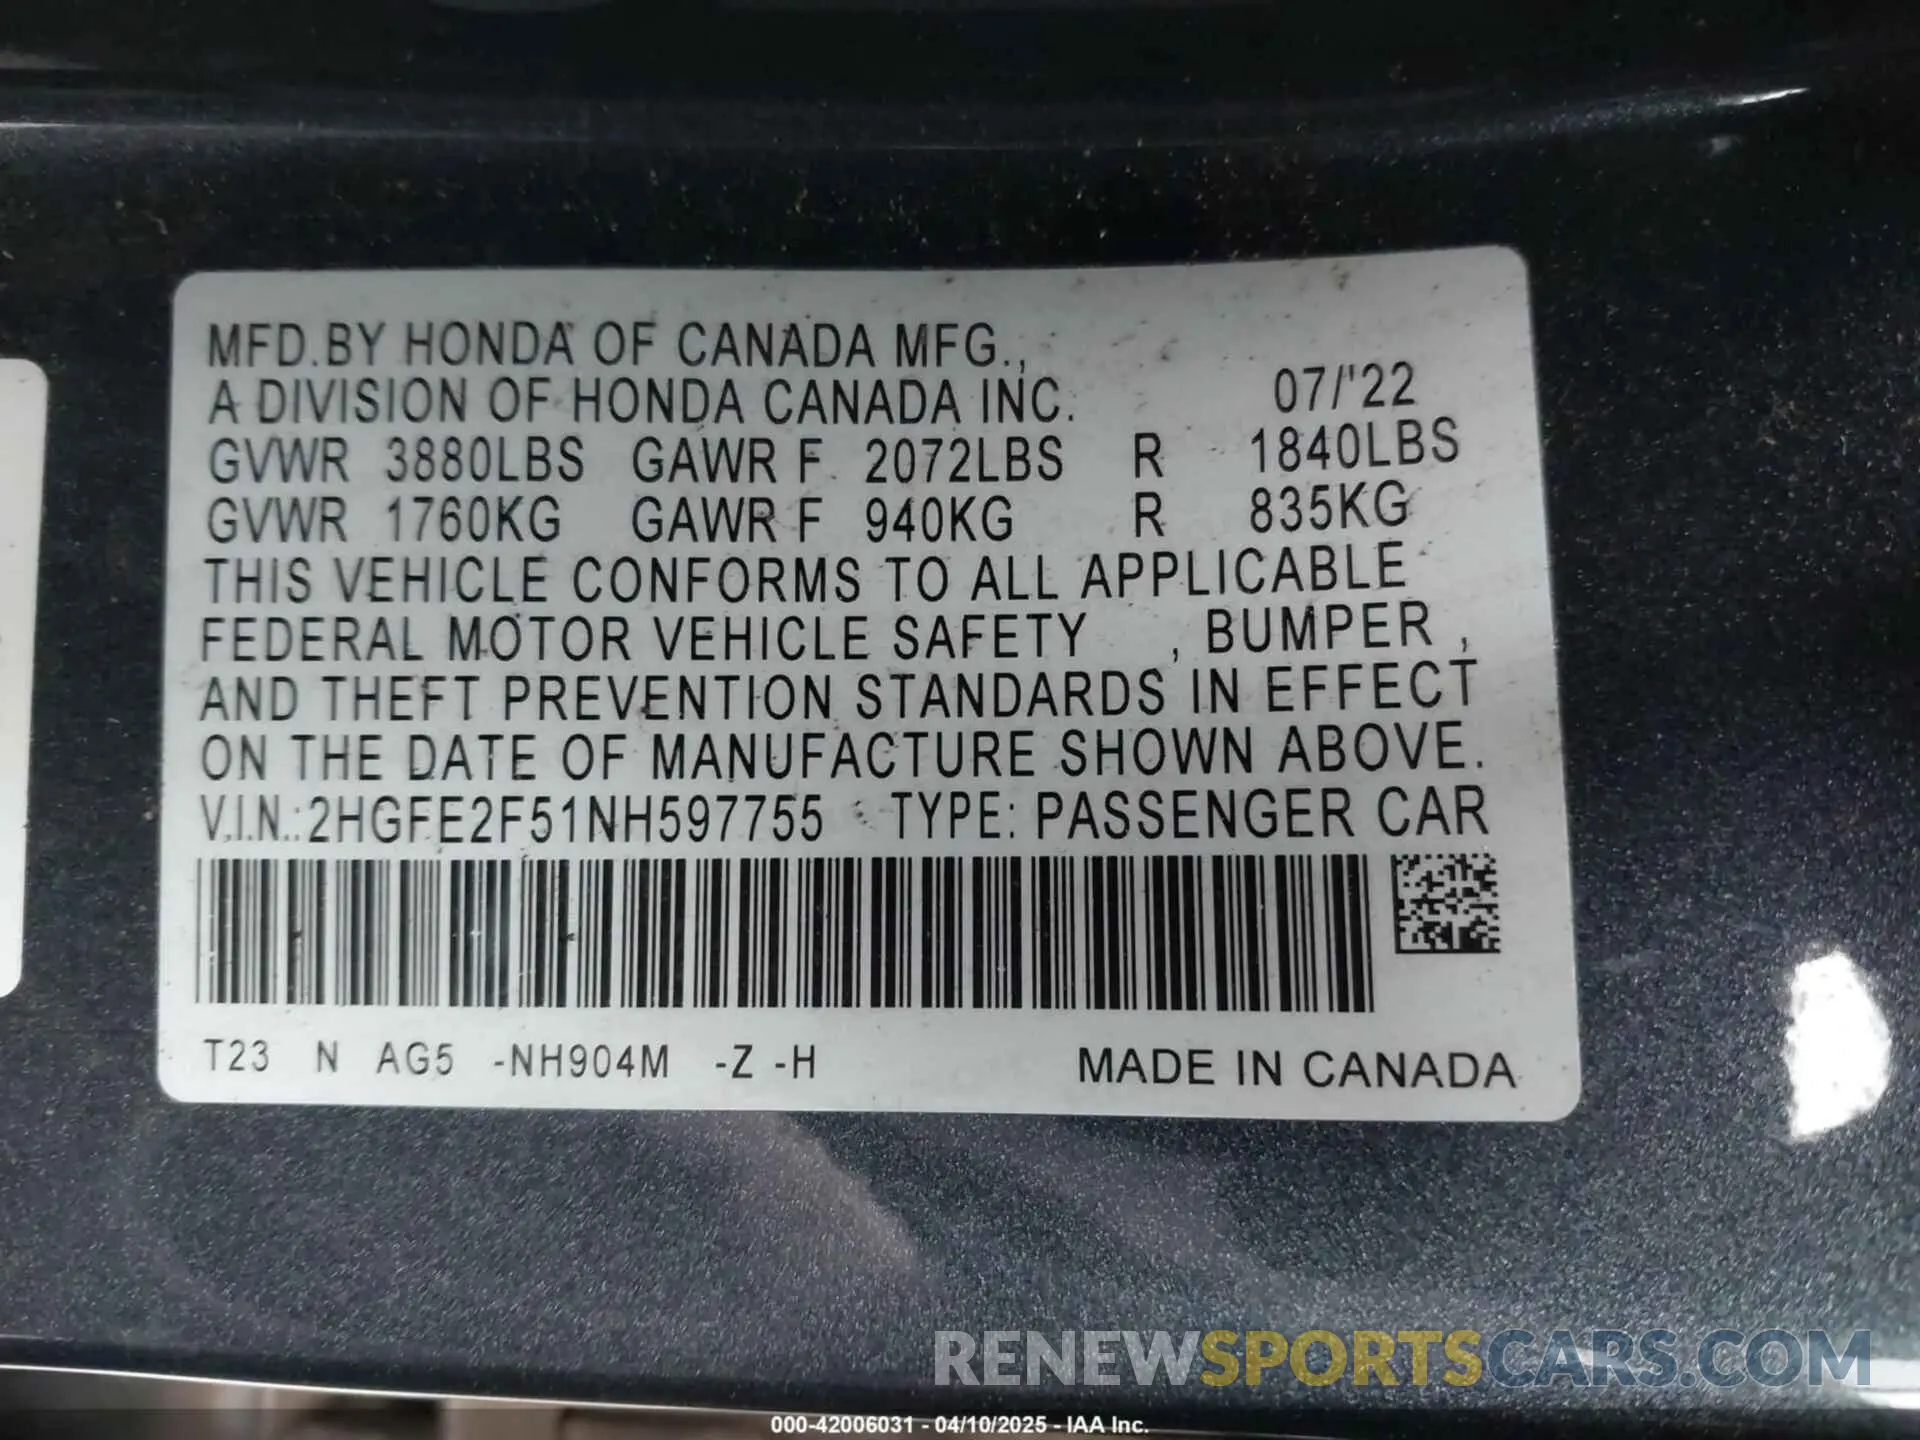 MFD.BY HONDA OF CANADA MFG.,
A DIVISION OF HONDA CANADA INC. 07/'22
GVWR 3880LBS GAWR F 2072LBS R 1840LBS
GVWR 1760KG GAWR F 940KG R 835KG
THIS VEHICLE CONFORMS TO ALL APPLICABLE
FEDERAL MOTOR VEHICLE SAFETY , BUMPER ,
AND THEFT PREVENTION STANDARDS IN EFFECT
ON THE DATE OF MANUFACTURE SHOWN ABOVE.
V.I.N.:2HGFE2F51NH597755 TYPE: PASSENGER CAR
T23 N AG5 -NH904M -Z -H MADE IN CANADA
RENEWSPORTSCARS.COM
000-42006031 - 04/10/2025 - IAA Inc.